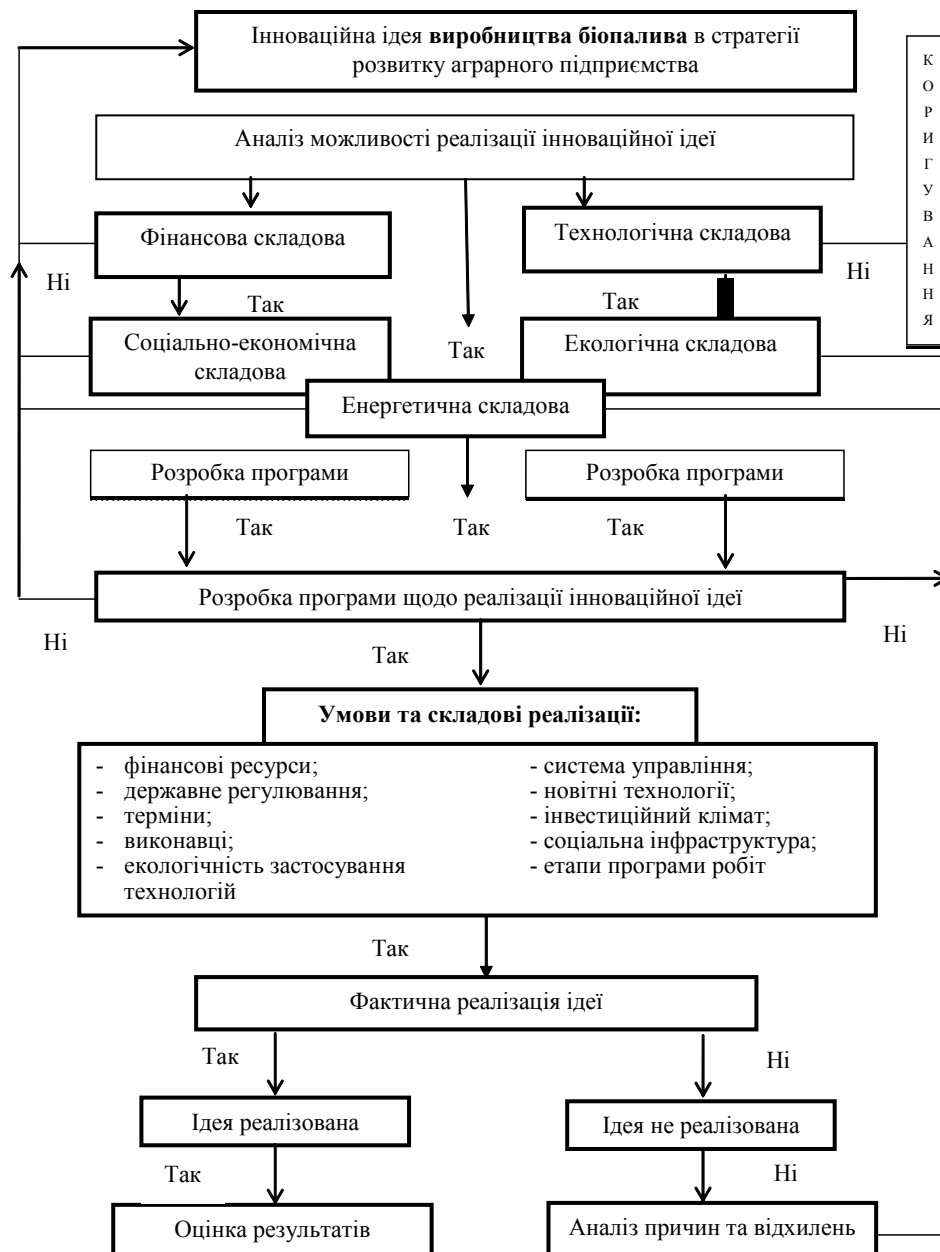 Інноваційна ідея виробництва біопалива в стратегії
розвитку аграрного підприємства
К
О
Р
И
Г
У
В
А
Н
Н
Я
Аналіз можливості реалізації інноваційної ідеї
Фінансова складова
Технологічна складова
Ні
Так
Так
Ні
Соціально-економічна
складова
Так
Екологічна складова
Енергетична складова
Розробка програми
Розробка програми
Так
Так
Так
Розробка програми щодо реалізації інноваційної ідеї
Ні
Ні
Так
Умови та складові реалізації:
- фінансові ресурси;
- державне регулювання;
- терміни;
- виконавці;
- екологічність застосування
технологій
- система управління;
- новітні технології;
- інвестиційний клімат;
- соціальна інфраструктура;
- етапи програми робіт
Так
Фактична реалізація ідеї
Так
Ні
Ідея реалізована
Ідея не реалізована
Так
Ні
Оцінка результатів
Аналіз причин та відхилень